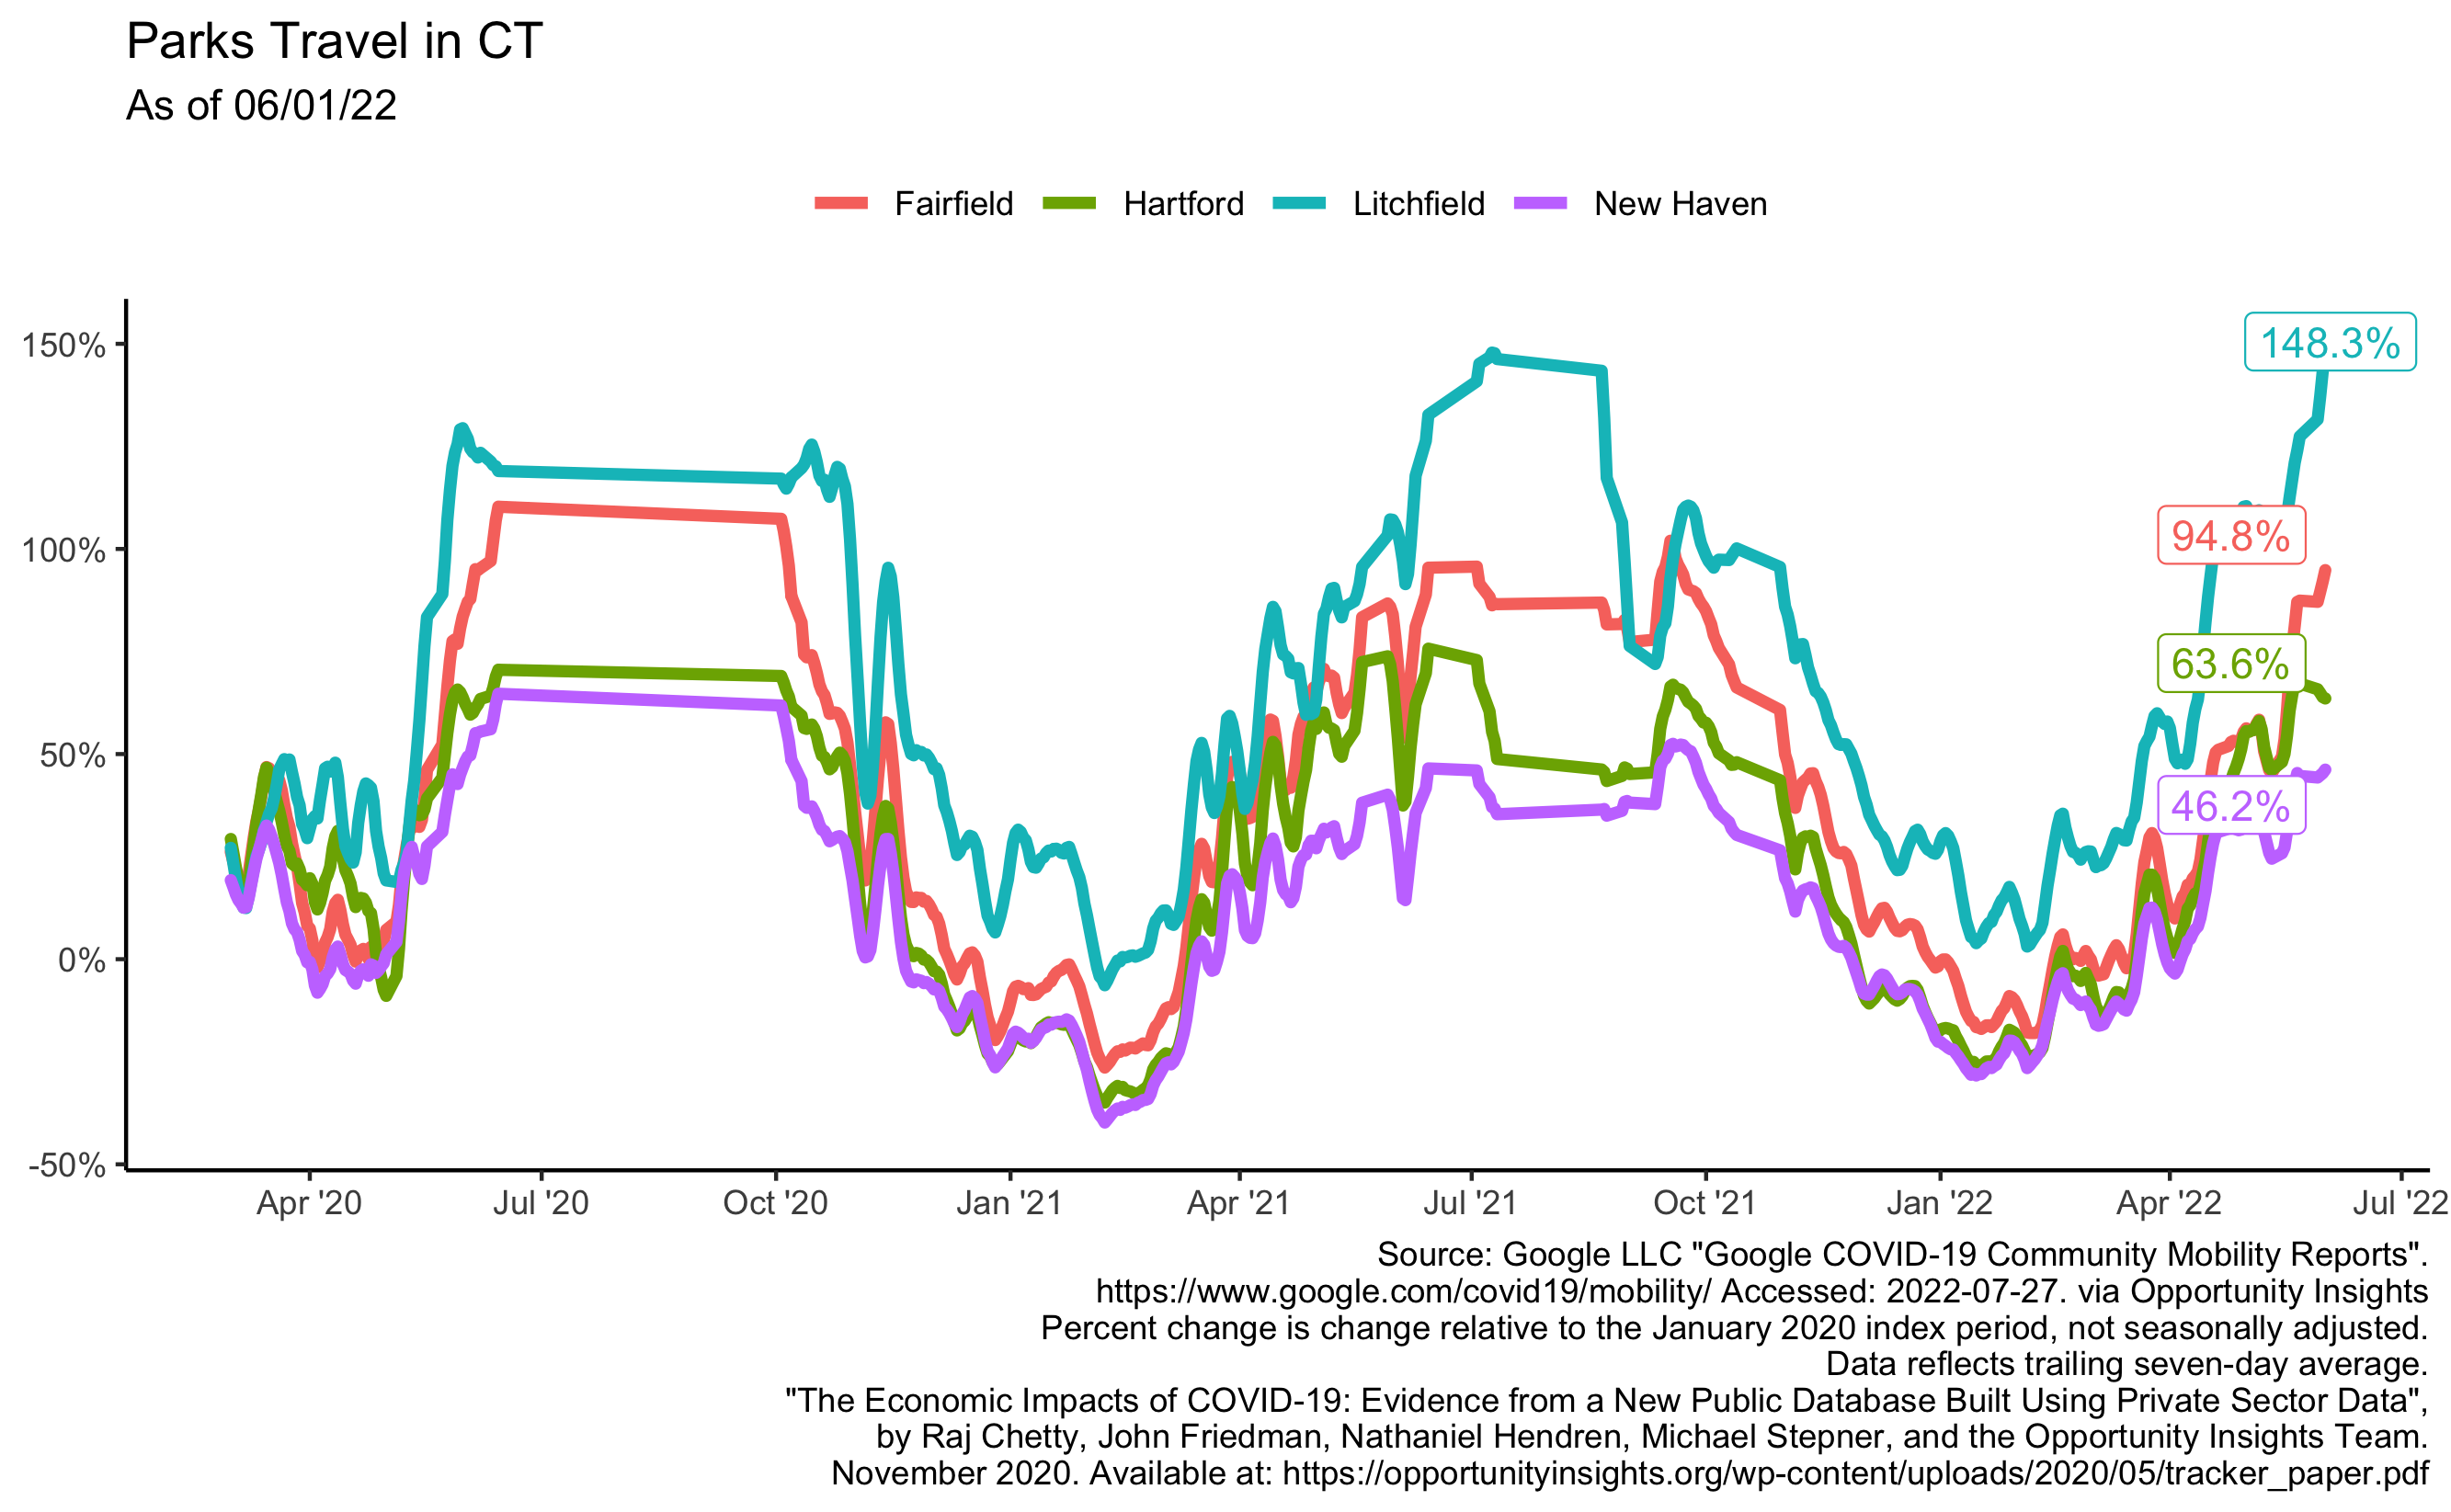 Parks Travel in CT
As of 06/01/22
Fairfield Hartford Litchfield New Haven
150%
100%
50%
0%
-50%
148.3%
94.8%
63.6%
46.2%
Apr '20 Jul '20 Oct '20 Jan '21 Apr '21 Jul '21 Oct '21 Jan '22 Apr '22 Jul '22
Source: Google LLC "Google COVID-19 Community Mobility Reports".
https://www.google.com/covid19/mobility/ Accessed: 2022-07-27. via Opportunity Insights
Percent change is change relative to the January 2020 index period, not seasonally adjusted.
Data reflects trailing seven-day average.
"The Economic Impacts of COVID-19: Evidence from a New Public Database Built Using Private Sector Data",
by Raj Chetty, John Friedman, Nathaniel Hendren, Michael Stepner, and the Opportunity Insights Team.
November 2020. Available at: https://opportunityinsights.org/wp-content/uploads/2020/05/tracker_paper.pdf